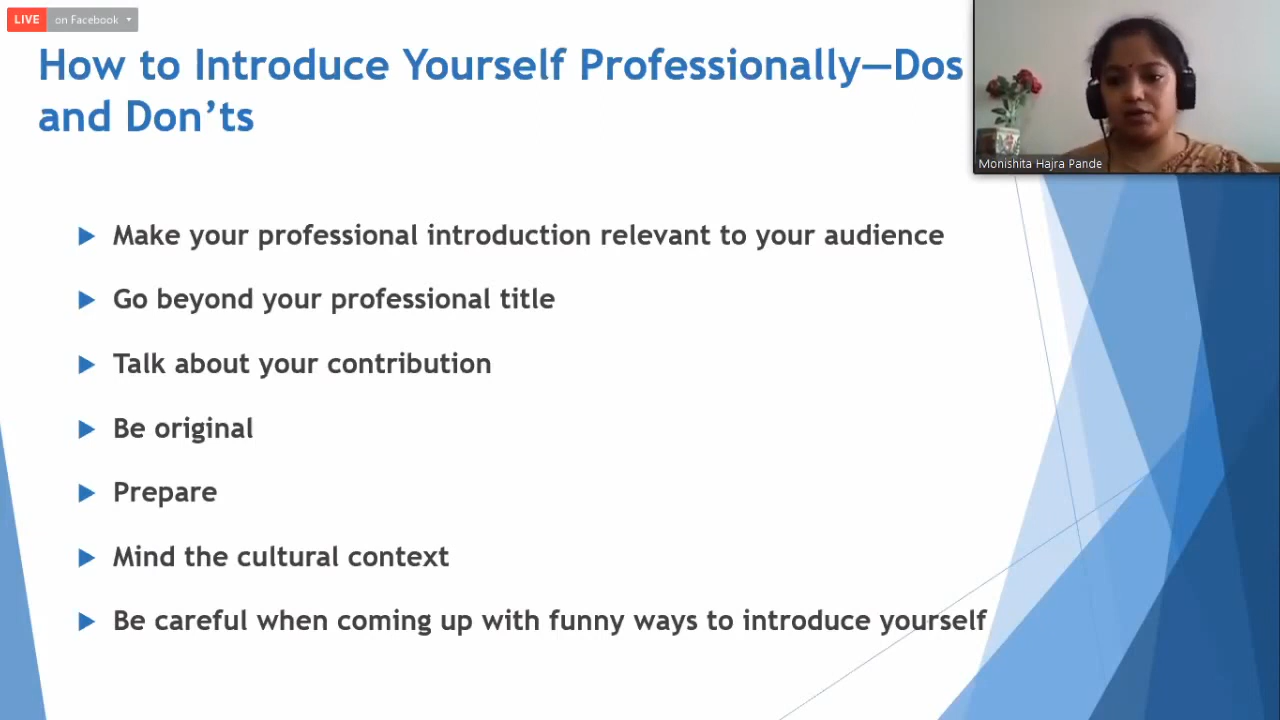 LIVE on Facebook
How to Introduce Yourself Professionally—Dos
and Don’ts
Monishita Hajra Pande
Make your professional introduction relevant to your audience
Go beyond your professional title
Talk about your contribution
Be original
Prepare
Mind the cultural context
Be careful when coming up with funny ways to introduce yourself